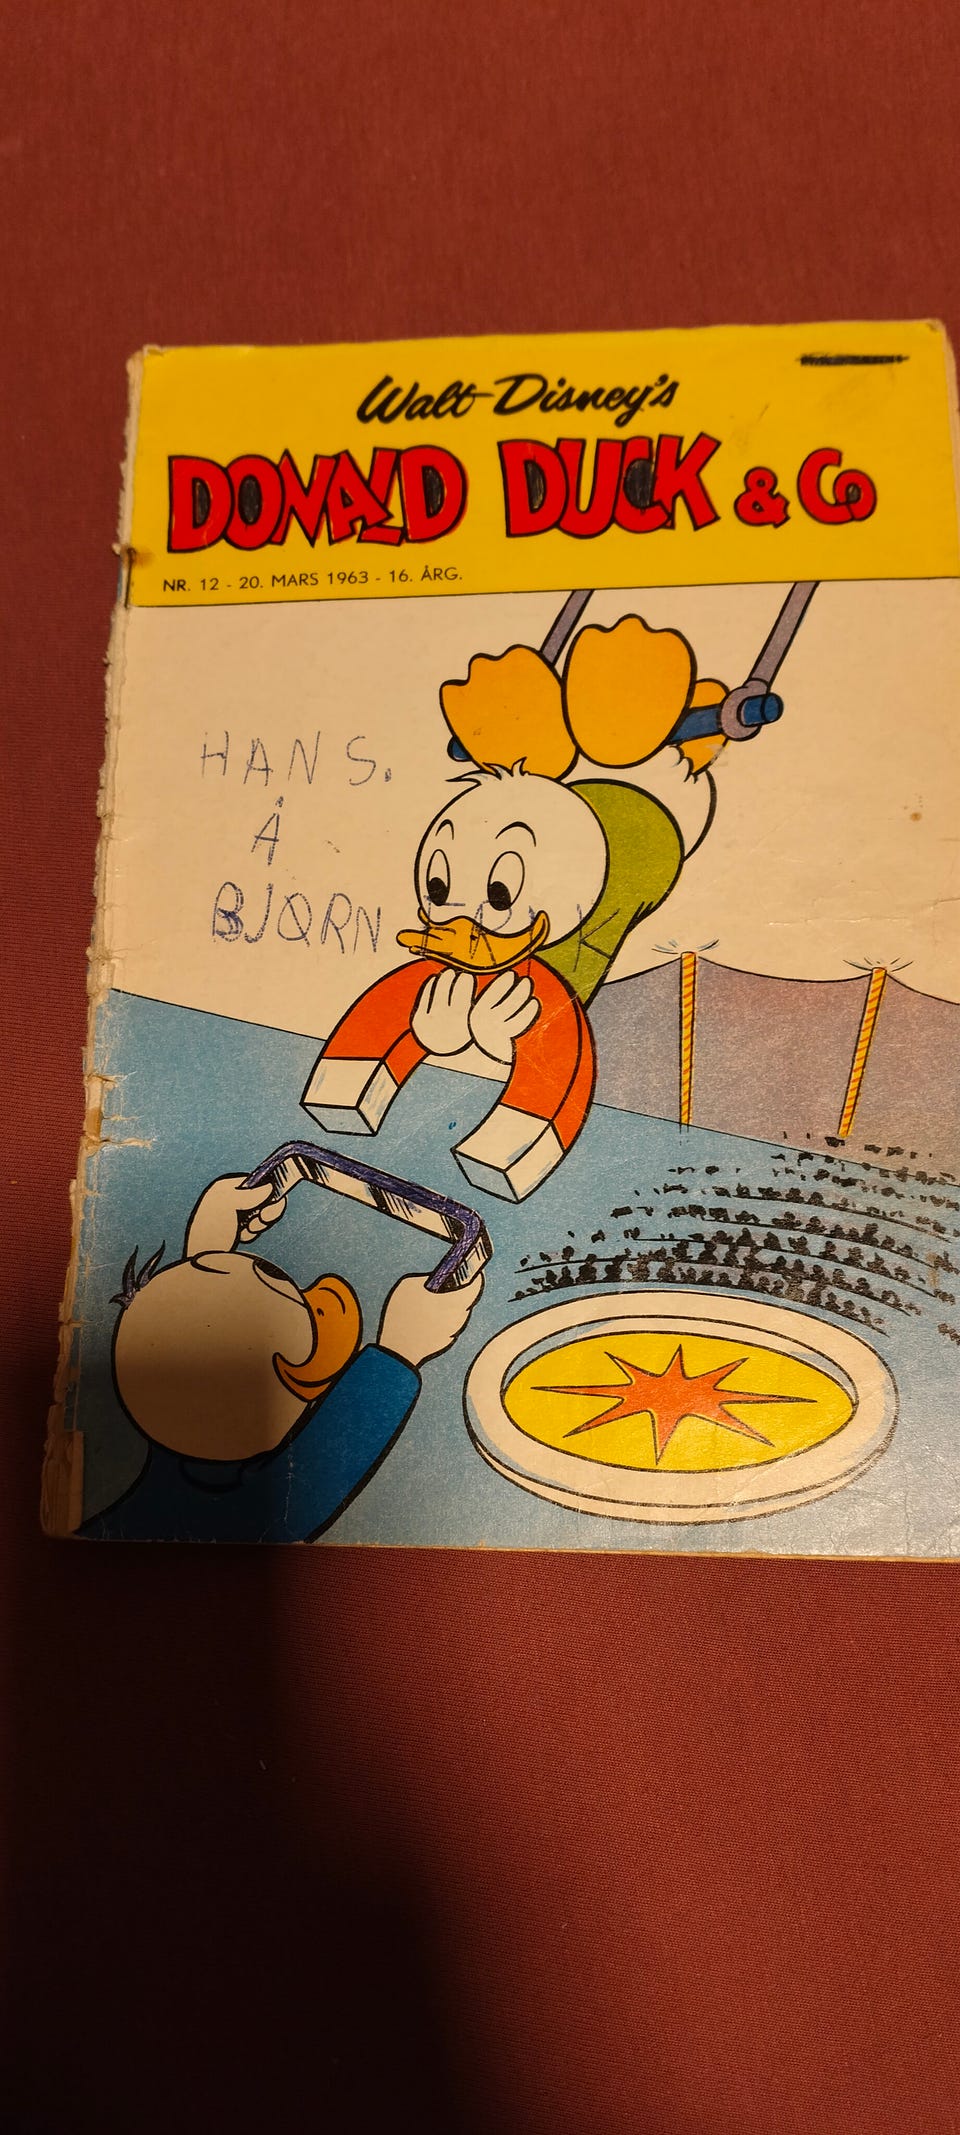 Walt Disney's
DONALD DUCK & Co
NR. 12 - 20. MARS 1963 - 16. ÅRG.
HANS.
Å
BJØRN